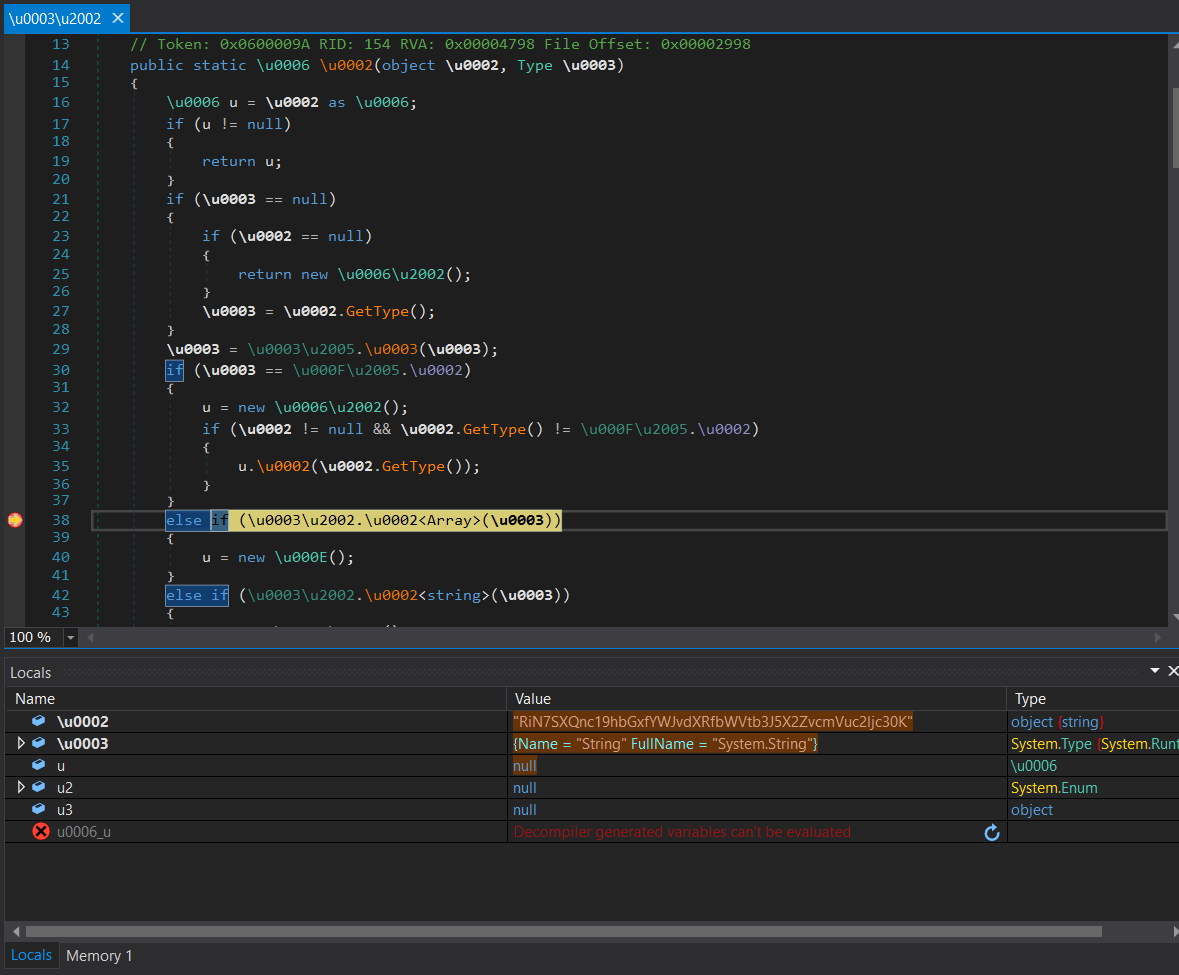 \u0003\u2002
13 // Token: 0x0600009A RID: 154 RVA: 0x00004798 File Offset: 0x00002998
14 public static \u0006 \u0002(object \u0002, Type \u0003)
15 {
16 \u0006 u = \u0002 as \u0006;
17 if (u != null)
18 {
19 return u;
20 }
21 if (\u0003 == null)
22 {
23 if (\u0002 == null)
24 {
25 return new \u0006\u2002();
26 }
27 \u0003 = \u0002.GetType();
28 }
29 \u0003 = \u0003\u2005.\u0003(\u0003);
30 if (\u0003 == \u000F\u2005.\u0002)
31 {
32 u = new \u0006\u2002();
33 if (\u0002 != null && \u0002.GetType() != \u000F\u2005.\u0002)
34 {
35 u.\u0002(\u0002.GetType());
36 }
37 }
38 else if (\u0003\u2002.\u0002<Array>(\u0003))
39 {
40 u = new \u000E();
41 }
42 else if (\u0003\u2002.\u0002<string>(\u0003))
43 {
100 %
Locals
Name Value Type
\u0002 "RiN7SXQnc19hbGxfYWJvdXRfbWVtb3J5X2ZvcmVuc2ljc30K" object {string}
\u0003 {Name = "String" FullName = "System.String"} System.Type {System.Runt
u null \u0006
u2 null System.Enum
u3 null object
u0006_u Decompiler generated variables can't be evaluated
Locals Memory 1